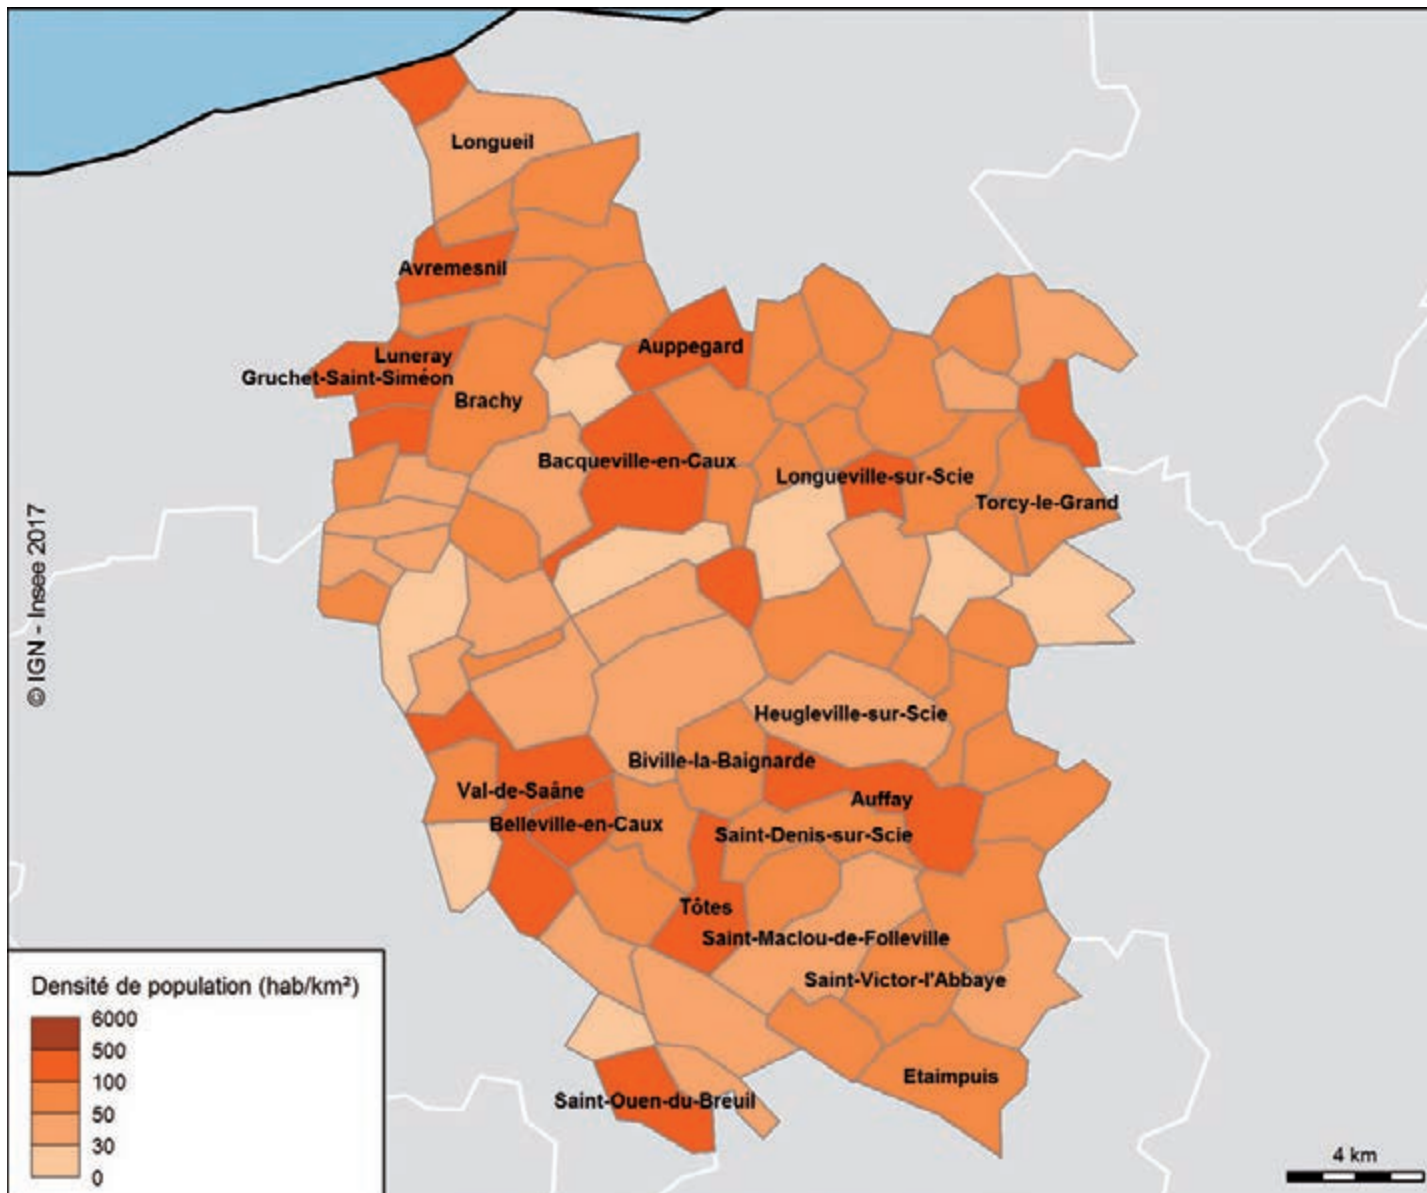 Longueil
Avremesnil
Auppegard
Luneray
Gruchet-Saint-Siméon
Brachy
Bacqueville-en-Caux
Longueville-sur-Scie
Torcy-le-Grand
© IGN - Insee 2017
Heugleville-sur-Scie
Biville-la-Baignarde
Val-de-Saâne
Auffay
Belleville-en-Caux
Saint-Denis-sur-Scie
Tôtes
Saint-Maclou-de-Folleville
Saint-Victor-l'Abbaye
Etaimpuis
Saint-Ouen-du-Breuil
Densité de population (hab/km²)
6000
500
100
50
30
0
4 km